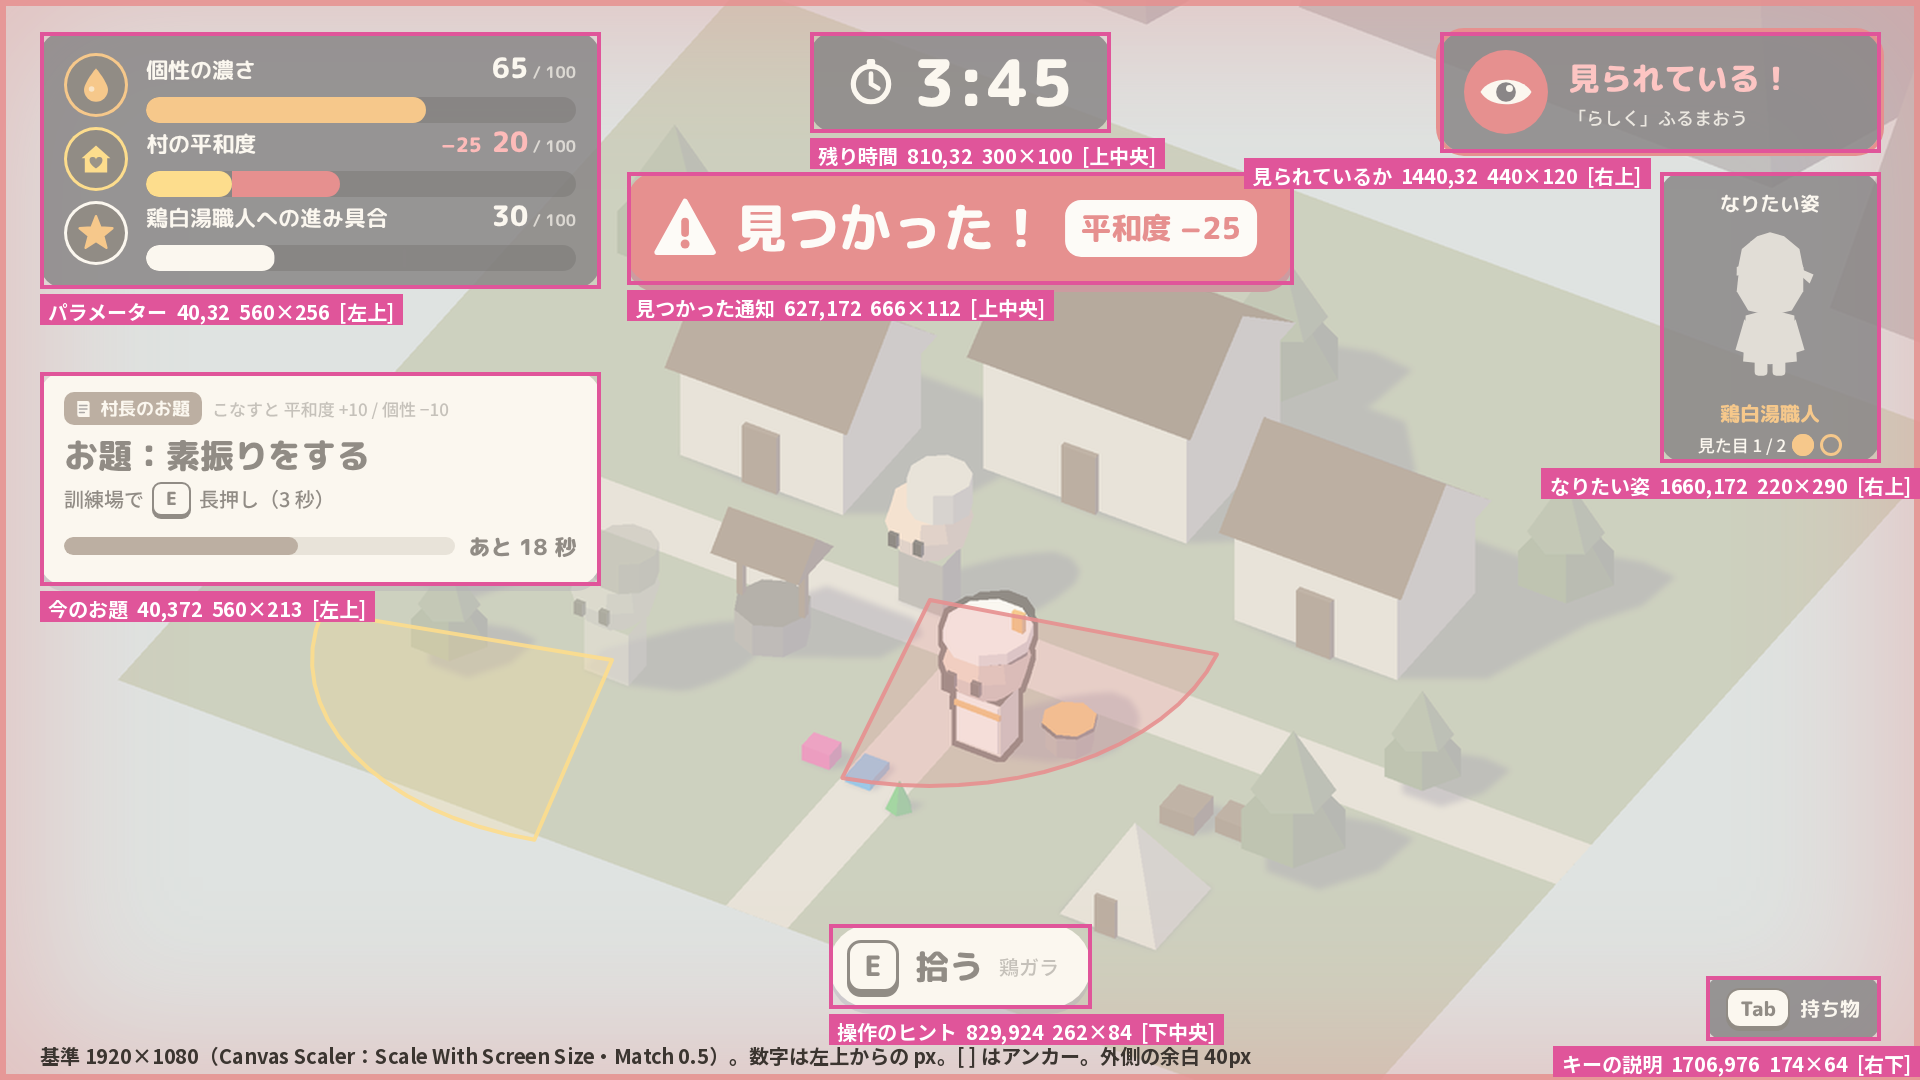 個性の濃さ 65 / 100
村の平和度 −25 20 / 100
鶏白湯職人への進み具合 30 / 100
パラメーター 40,32 560×256 [左上]
3:45
残り時間 810,32 300×100 [上中央]
見られている！
「らしく」ふるまおう
見られているか 1440,32 440×120 [右上]
見つかった！ 平和度 −25
見つかった通知 627,172 666×112 [上中央]
なりたい姿
鶏白湯職人
見た目 1 / 2
なりたい姿 1660,172 220×290 [右上]
村長のお題 こなすと 平和度 +10 / 個性 −10
お題：素振りをする
訓練場で E 長押し（3 秒）
あと 18 秒
今のお題 40,372 560×213 [左上]
E 拾う 鶏ガラ
操作のヒント 829,924 262×84 [下中央]
Tab 持ち物
キーの説明 1706,976 174×64 [右下]
基準 1920×1080（Canvas Scaler：Scale With Screen Size・Match 0.5）。数字は左上からの px。[ ] はアンカー。外側の余白 40px